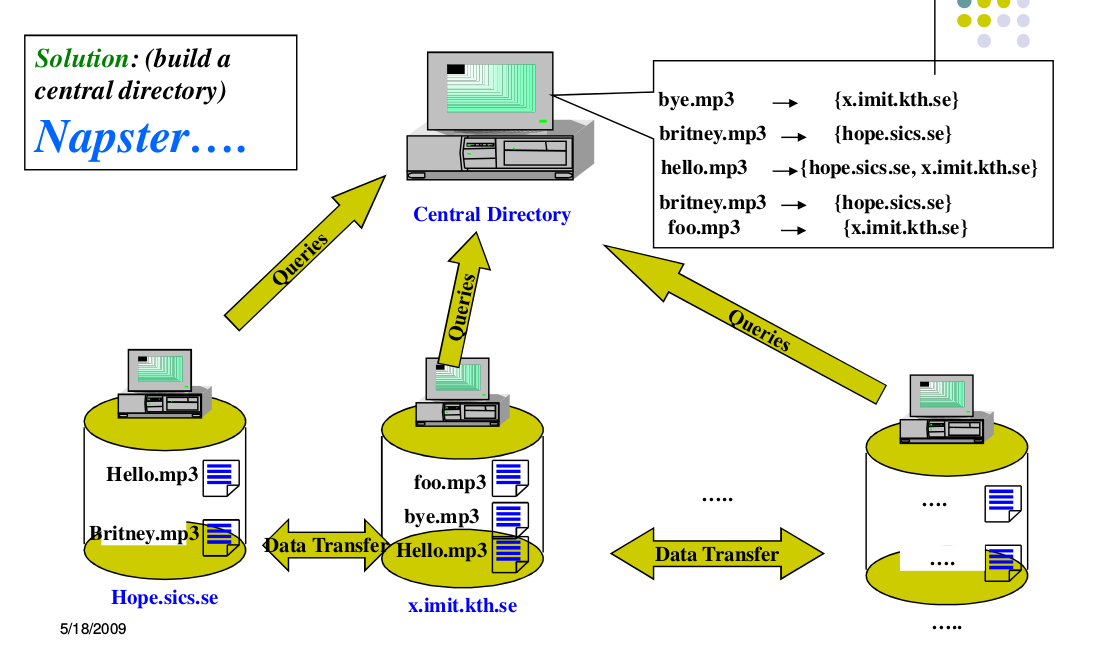 Solution: (build a
central directory)
Napster….
bye.mp3 → {x.imit.kth.se}
britney.mp3 → {hope.sics.se}
hello.mp3 → {hope.sics.se, x.imit.kth.se}
britney.mp3 → {hope.sics.se}
foo.mp3 → {x.imit.kth.se}
Central Directory
Queries
Queries
Queries
Hello.mp3
Britney.mp3
Hope.sics.se
Data Transfer
foo.mp3
bye.mp3
Hello.mp3
x.imit.kth.se
…..
Data Transfer
….
….
…..
5/18/2009